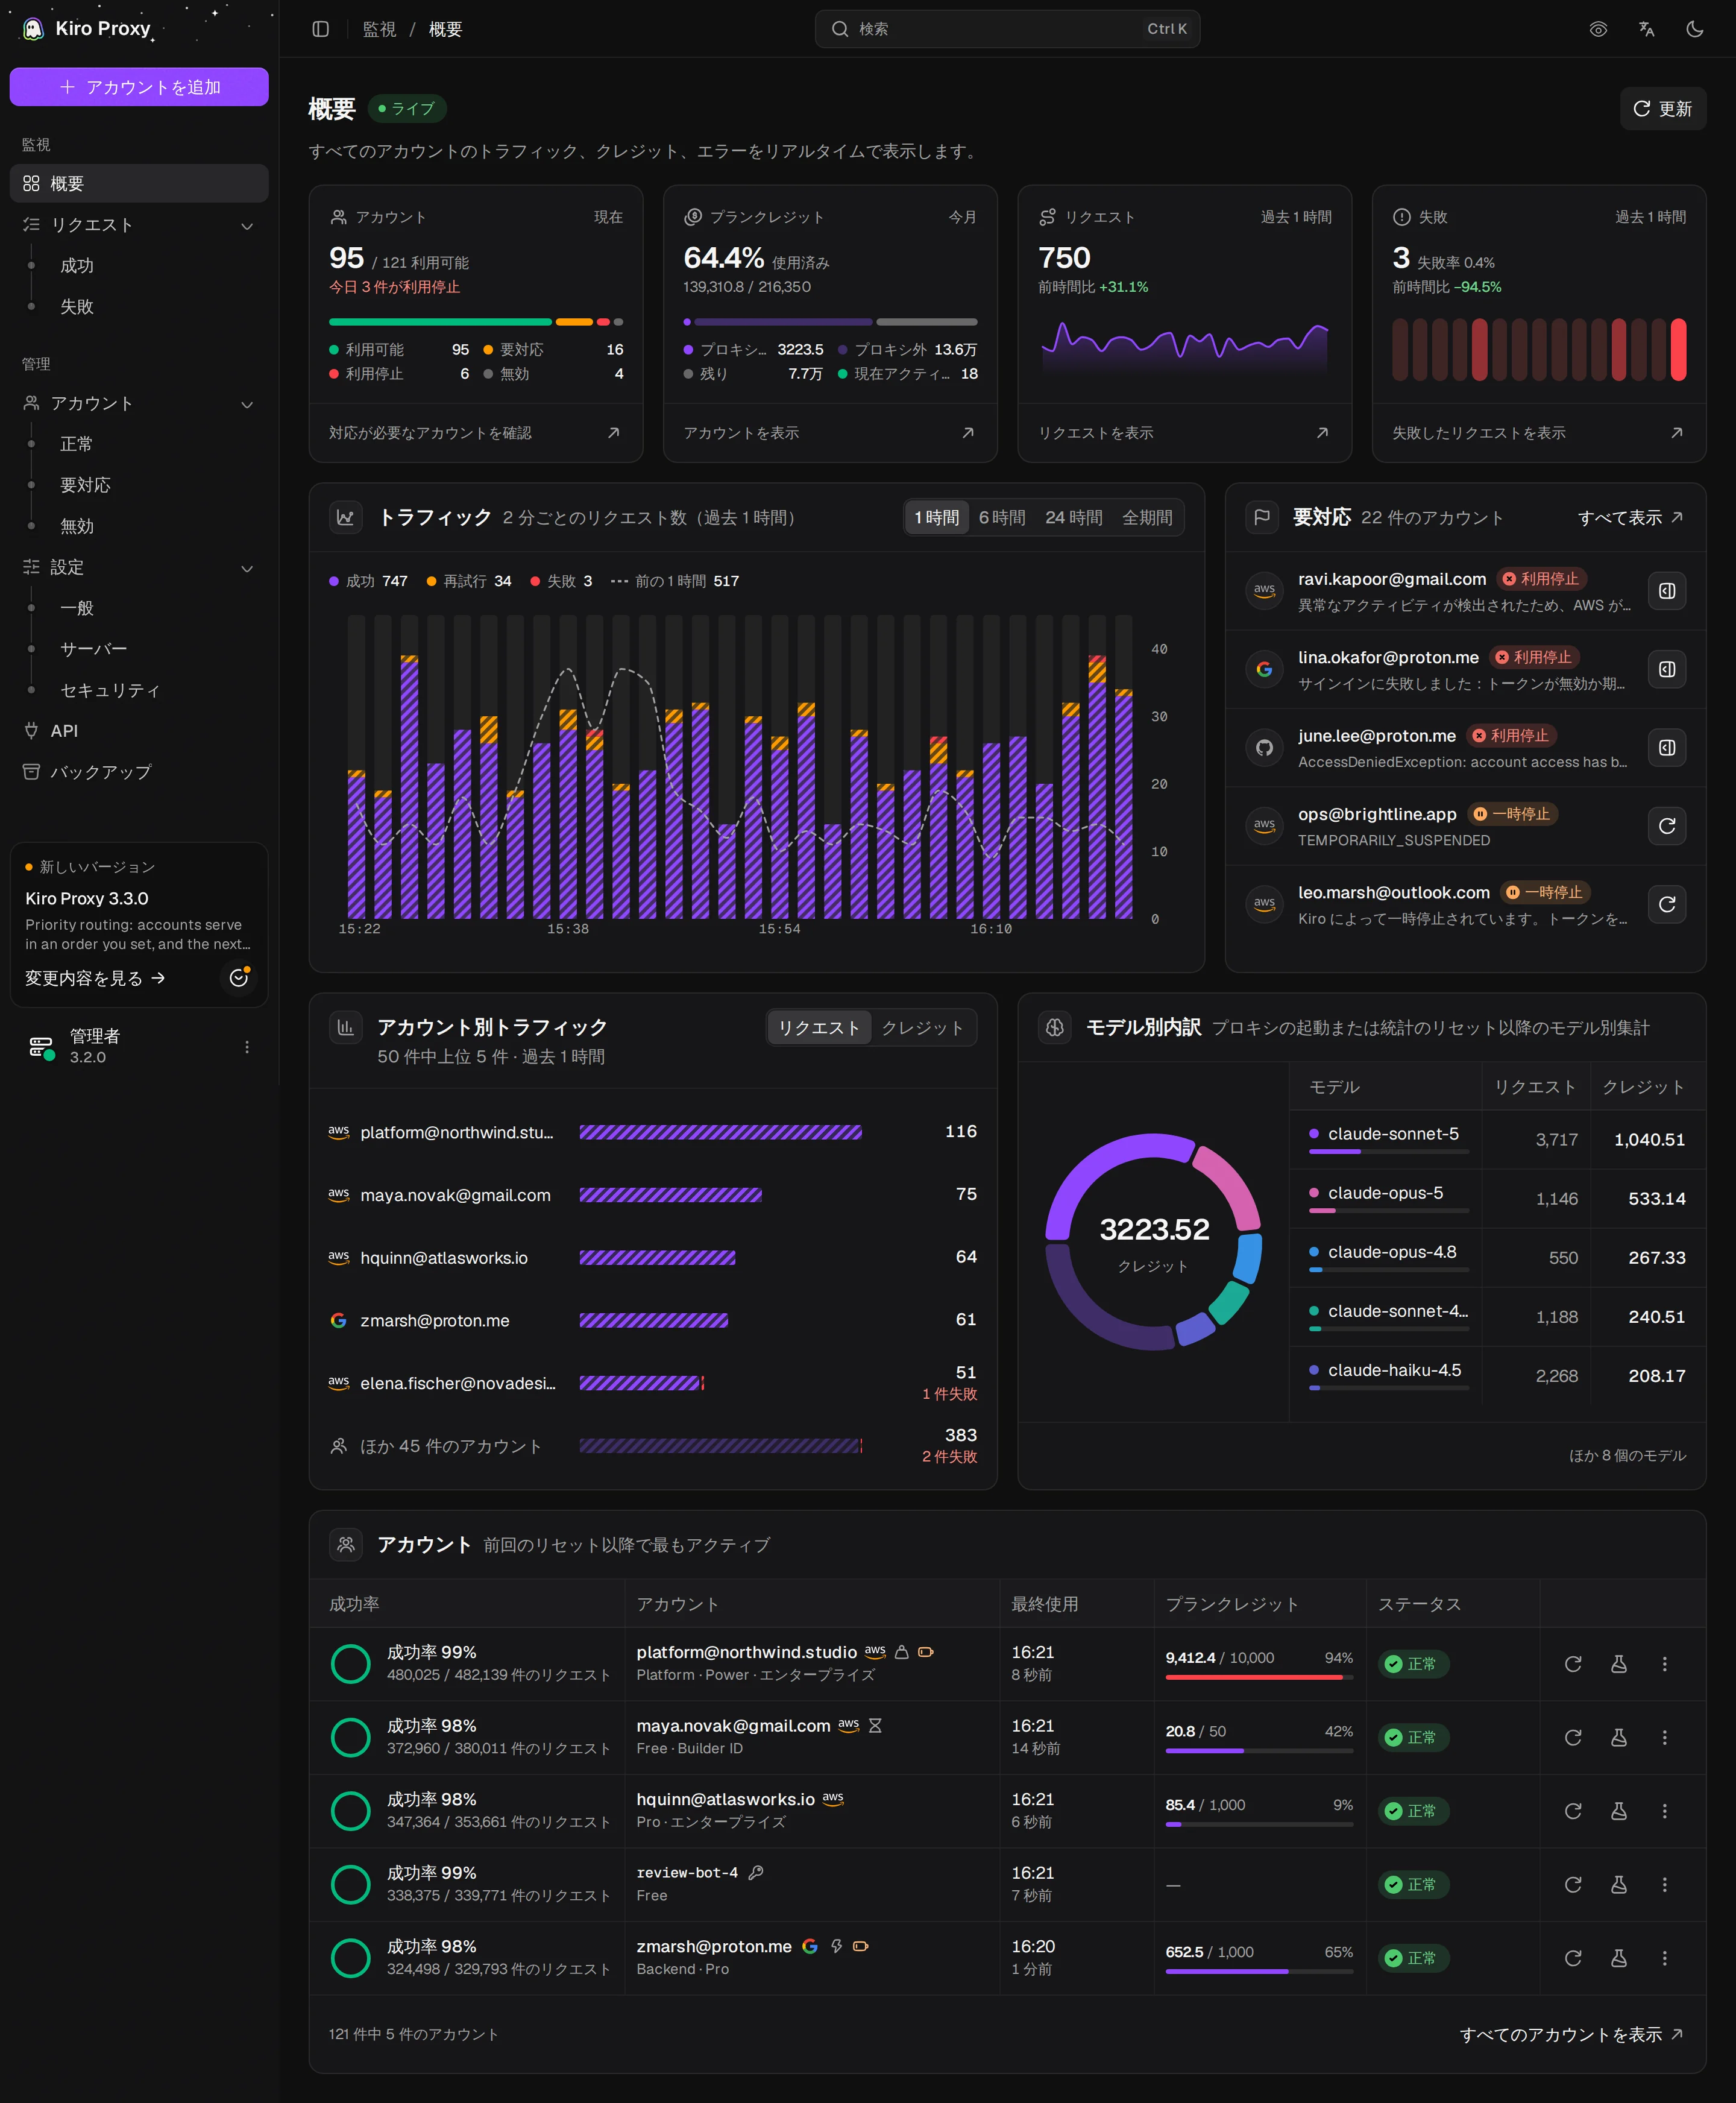 Kiro Proxy
アカウントを追加
監視
概要
リクエスト
成功
失敗
管理
アカウント
正常
要対応
無効
設定
一般
サーバー
セキュリティ
API
バックアップ
新しいバージョン
Kiro Proxy 3.3.0
Priority routing: accounts serve
in an order you set, and the next...
変更内容を見る →
管理者
3.2.0
監視 / 概要
検索 Ctrl K
概要 ライブ
更新
すべてのアカウントのトラフィック、クレジット、エラーをリアルタイムで表示します。
アカウント 現在
95 / 121 利用可能
今日 3 件が利用停止
利用可能 95 要対応 16
利用停止 6 無効 4
対応が必要なアカウントを確認
プランクレジット 今月
64.4% 使用済み
139,310.8 / 216,350
プロキシ... 3223.5 プロキシ外 13.6万
残り 7.7万 現在アクティ... 18
アカウントを表示
リクエスト 過去 1 時間
750
前時間比 +31.1%
リクエストを表示
失敗 過去 1 時間
3 失敗率 0.4%
前時間比 −94.5%
失敗したリクエストを表示
トラフィック 2 分ごとのリクエスト数（過去 1 時間）
1 時間 6 時間 24 時間 全期間
成功 747 再試行 34 失敗 3 前の 1 時間 517
40
30
20
10
0
15:22 15:38 15:54 16:10
要対応 22 件のアカウント すべて表示
ravi.kapoor@gmail.com 利用停止
異常なアクティビティが検出されたため、AWS が...
lina.okafor@proton.me 利用停止
サインインに失敗しました：トークンが無効か期...
june.lee@proton.me 利用停止
AccessDeniedException: account access has b...
ops@brightline.app 一時停止
TEMPORARILY_SUSPENDED
leo.marsh@outlook.com 一時停止
Kiro によって一時停止されています。トークンを...
アカウント別トラフィック
50 件中上位 5 件 · 過去 1 時間
リクエスト クレジット
aws platform@northwind.stu... 116
aws maya.novak@gmail.com 75
aws hquinn@atlasworks.io 64
zmarsh@proton.me 61
aws elena.fischer@novadesi... 51
1 件失敗
ほか 45 件のアカウント 383
2 件失敗
モデル別内訳 プロキシの起動または統計のリセット以降のモデル別集計
3223.52
クレジット
モデル リクエスト クレジット
claude-sonnet-5 3,717 1,040.51
claude-opus-5 1,146 533.14
claude-opus-4.8 550 267.33
claude-sonnet-4... 1,188 240.51
claude-haiku-4.5 2,268 208.17
ほか 8 個のモデル
アカウント 前回のリセット以降で最もアクティブ
成功率 アカウント 最終使用 プランクレジット ステータス
成功率 99% platform@northwind.studio aws 16:21 9,412.4 / 10,000 94% 正常
480,025 / 482,139 件のリクエスト Platform · Power · エンタープライズ 8 秒前
成功率 98% maya.novak@gmail.com aws 16:21 20.8 / 50 42% 正常
372,960 / 380,011 件のリクエスト Free · Builder ID 14 秒前
成功率 98% hquinn@atlasworks.io aws 16:21 85.4 / 1,000 9% 正常
347,364 / 353,661 件のリクエスト Pro · エンタープライズ 6 秒前
成功率 99% review-bot-4 16:21 — 正常
338,375 / 339,771 件のリクエスト Free 7 秒前
成功率 98% zmarsh@proton.me 16:20 652.5 / 1,000 65% 正常
324,498 / 329,793 件のリクエスト Backend · Pro 1 分前
121 件中 5 件のアカウント すべてのアカウントを表示